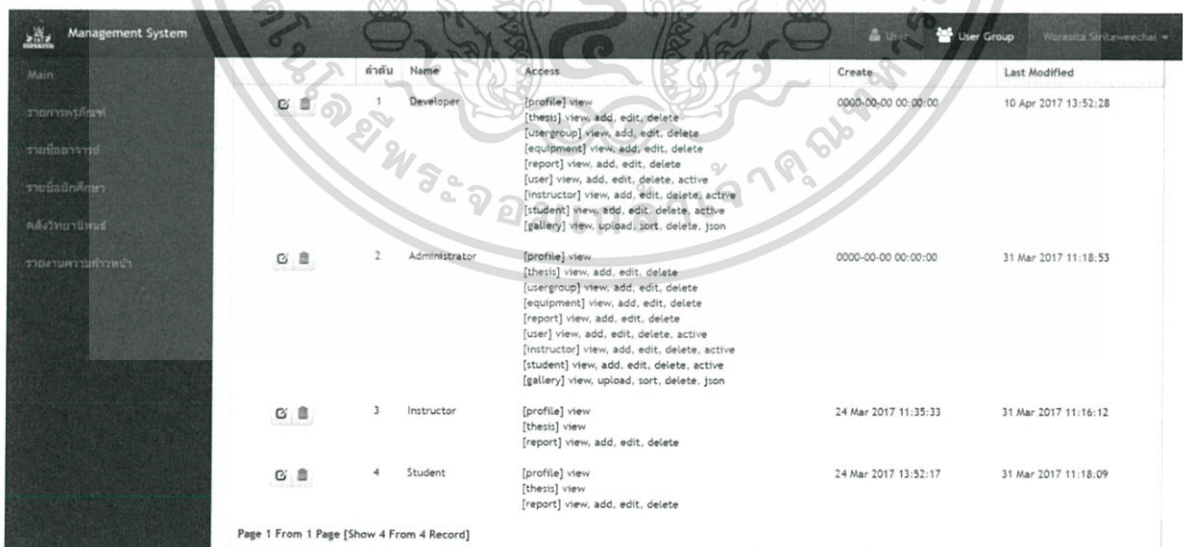 Management System
User
User Group
Worasita Siritaweechai
Main
รายการครุภัณฑ์
รายชื่ออาจารย์
รายชื่อนักศึกษา
คลังวิทยานิพนธ์
รายงานความก้าวหน้า
ลำดับ Name Access Create Last Modified
1 Developer [profile] view 0000-00-00 00:00:00 10 Apr 2017 13:52:28
[thesis] view, add, edit, delete
[usergroup] view, add, edit, delete
[equipment] view, add, edit, delete
[report] view, add, edit, delete
[user] view, add, edit, delete, active
[instructor] view, add, edit, delete, active
[student] view, add, edit, delete, active
[gallery] view, upload, sort, delete, json
2 Administrator [profile] view 0000-00-00 00:00:00 31 Mar 2017 11:18:53
[thesis] view, add, edit, delete
[usergroup] view, add, edit, delete
[equipment] view, add, edit, delete
[report] view, add, edit, delete
[user] view, add, edit, delete, active
[instructor] view, add, edit, delete, active
[student] view, add, edit, delete, active
[gallery] view, upload, sort, delete, json
3 Instructor [profile] view 24 Mar 2017 11:35:33 31 Mar 2017 11:16:12
[thesis] view
[report] view, add, edit, delete
4 Student [profile] view 24 Mar 2017 13:52:17 31 Mar 2017 11:18:09
[thesis] view
[report] view, add, edit, delete
Page 1 From 1 Page [Show 4 From 4 Record]